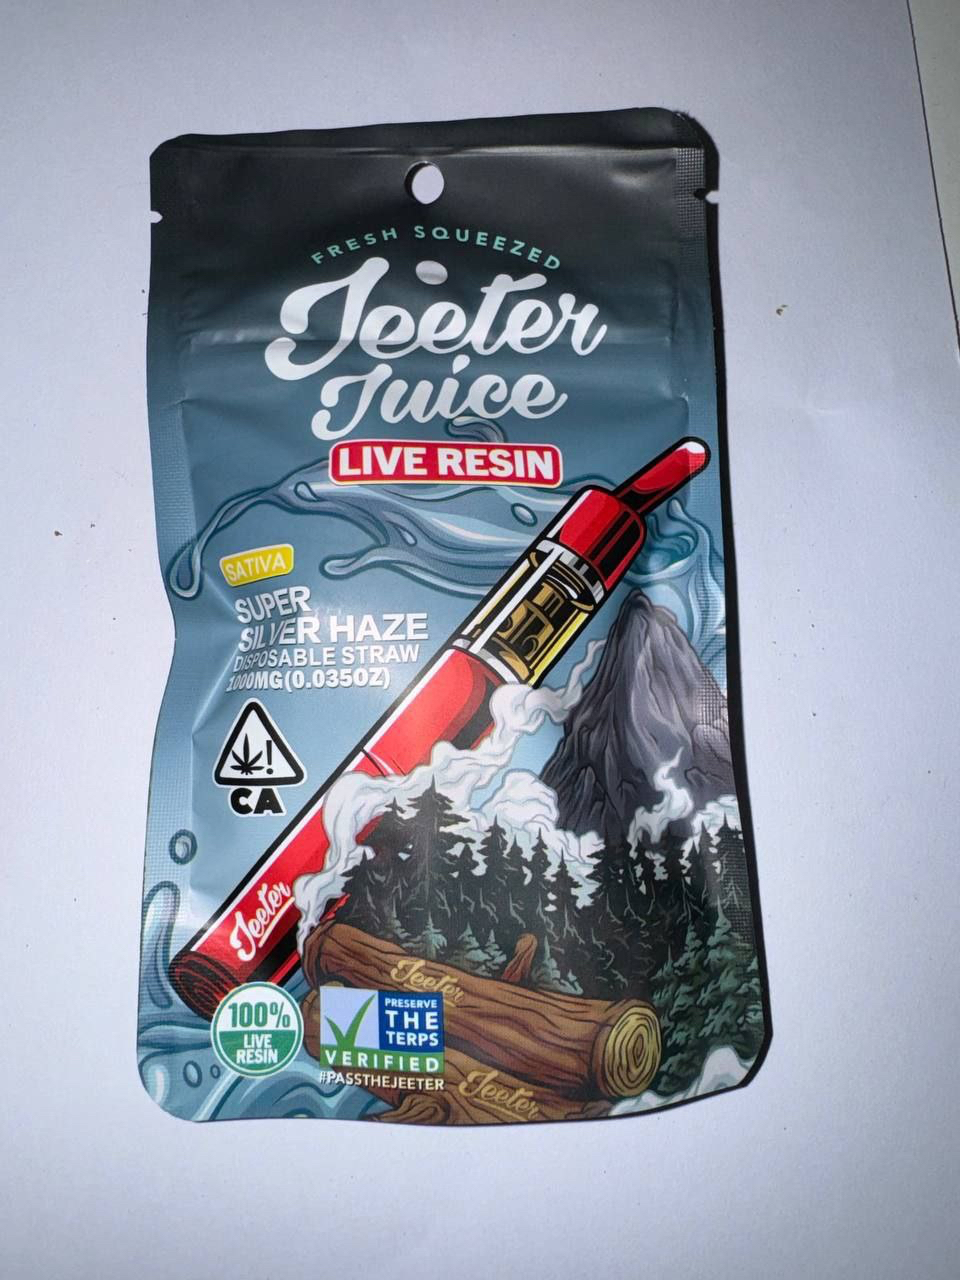 FRESH SQUEEZED
Jeeter
Juice
LIVE RESIN
SATIVA
SUPER
SILVER HAZE
DISPOSABLE STRAW
1000MG(0.035OZ)
!
CA
Jeeter
Jeeter
100%
LIVE
RESIN
PRESERVE
THE
TERPS
VERIFIED
#PASSTHEJEETER
Jeeter